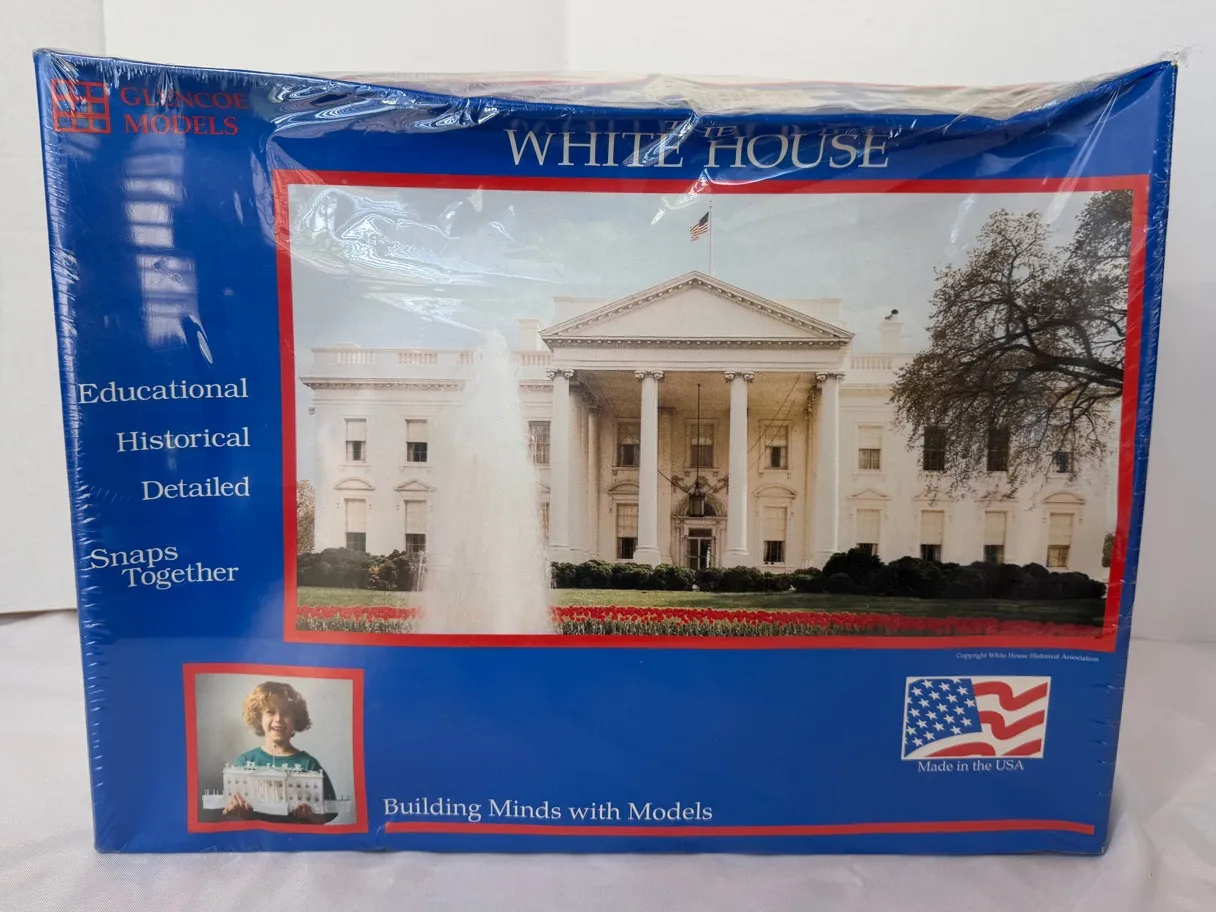 GLENCOE
MODELS
THE
WHITE HOUSE
Educational
Historical
Detailed
Snaps
Together
Copyright White House Historical Association
Made in the USA
Building Minds with Models